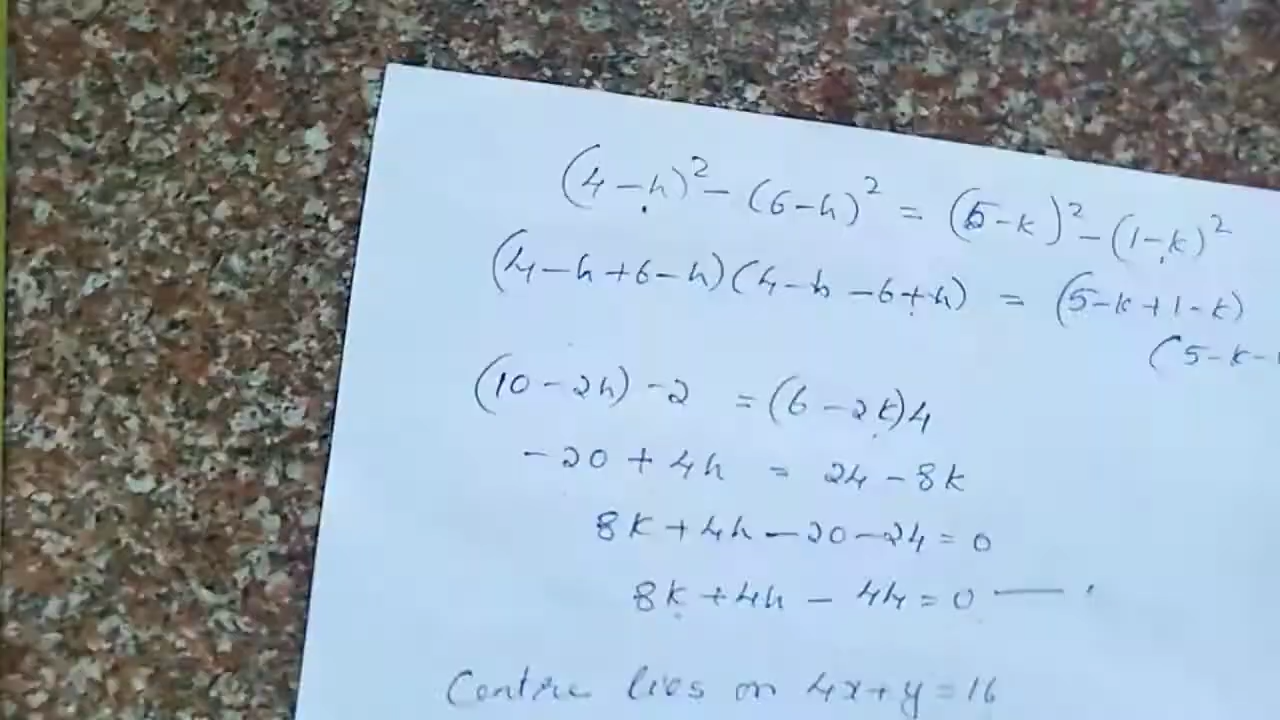 (4-h)² - (6-h)² = (5-k)² - (1-k)²
(4-h+6-h)(4-h-6+h) = (5-k+1-k)
(5-k-
(10-2h)-2 = (6-2k)4
-20+4h = 24-8k
8k+4h-20-24=0
8k+4h-44=0
Centre lies on 4x+y=16